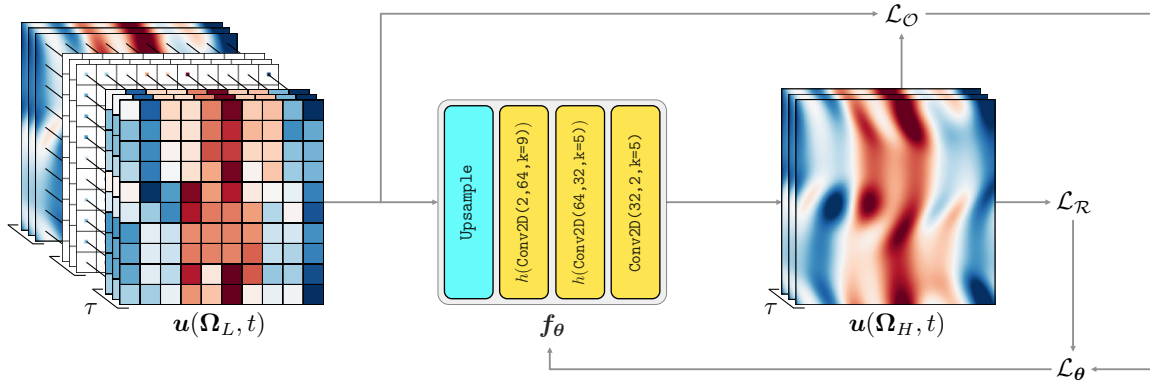 𝓛_𝒪
Upsample
h(Conv2D(2,64,k=9))
h(Conv2D(64,32,k=5))
Conv2D(32,2,k=5)
𝓛_ℛ
τ
u(Ω_L, t)
f_θ
τ
u(Ω_H, t)
𝓛_θ